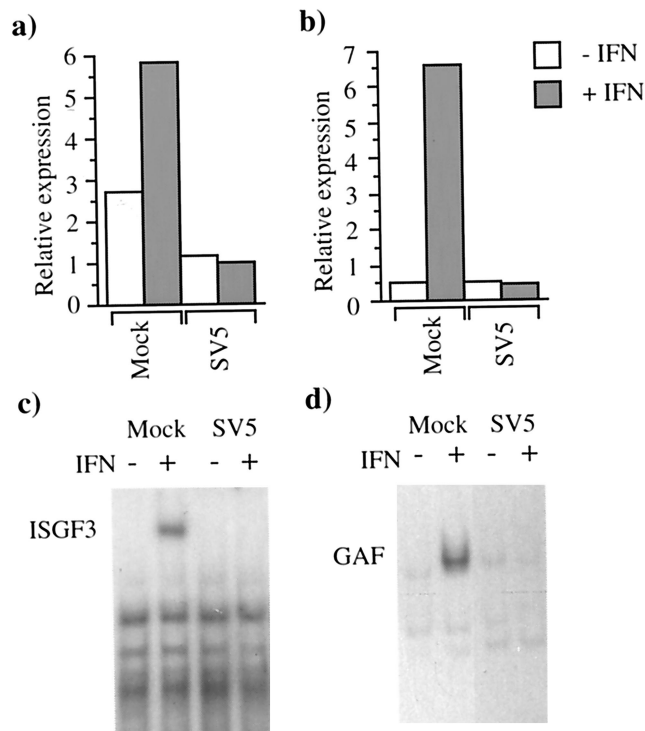 a)
b)
- IFN
+ IFN
Relative expression
6
5
4
3
2
1
0
Mock
SV5
Relative expression
7
6
5
4
3
2
1
0
Mock
SV5
c)
Mock SV5
IFN - + - +
ISGF3
d)
Mock SV5
IFN - + - +
GAF